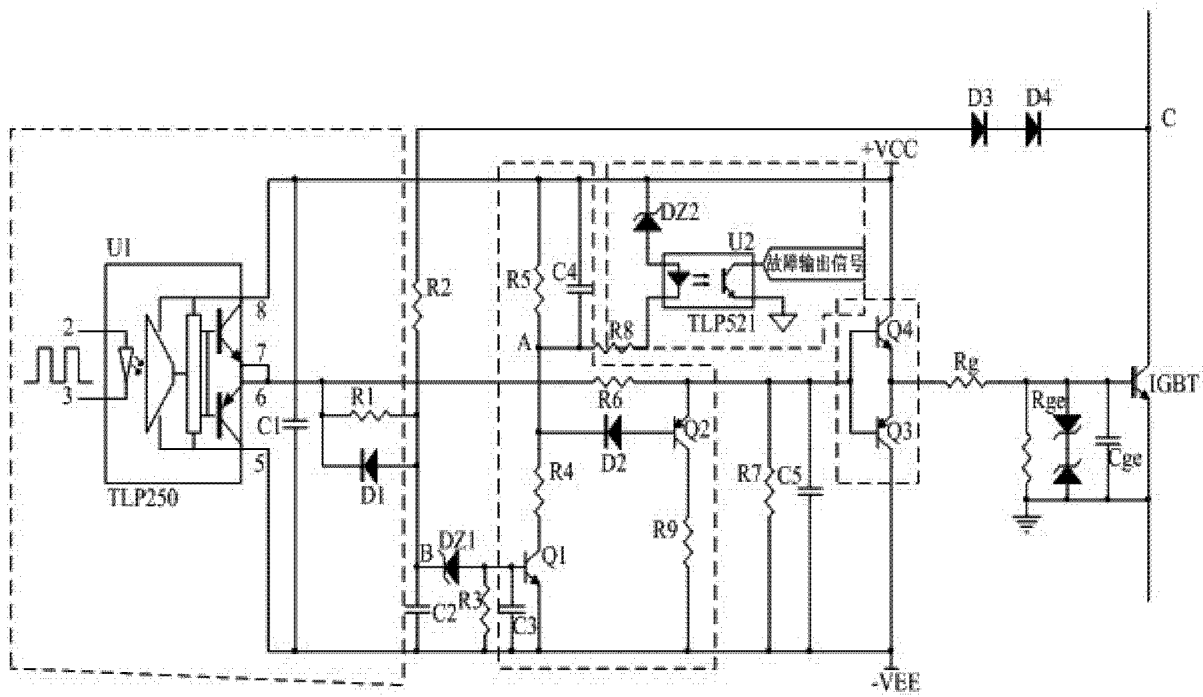 D3
D4
C
+VCC
DZ2
U1
U2
故障输出信号
R2
R5
C4
8
TLP521
2
7
A
R8
Q4
3
6
R1
R6
Rg
IGBT
C1
Q2
Rge
Q3
5
D1
D2
R4
R7
C5
Cge
TLP250
DZ1
B
Q1
R9
R3
C2
C3
-VEE